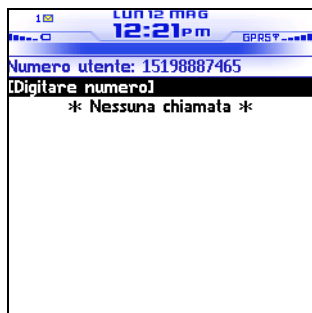 1
LUN 12 MAG
12:21PM
GPRS
Numero utente: 15198887465
[Digitare numero]
* Nessuna chiamata *